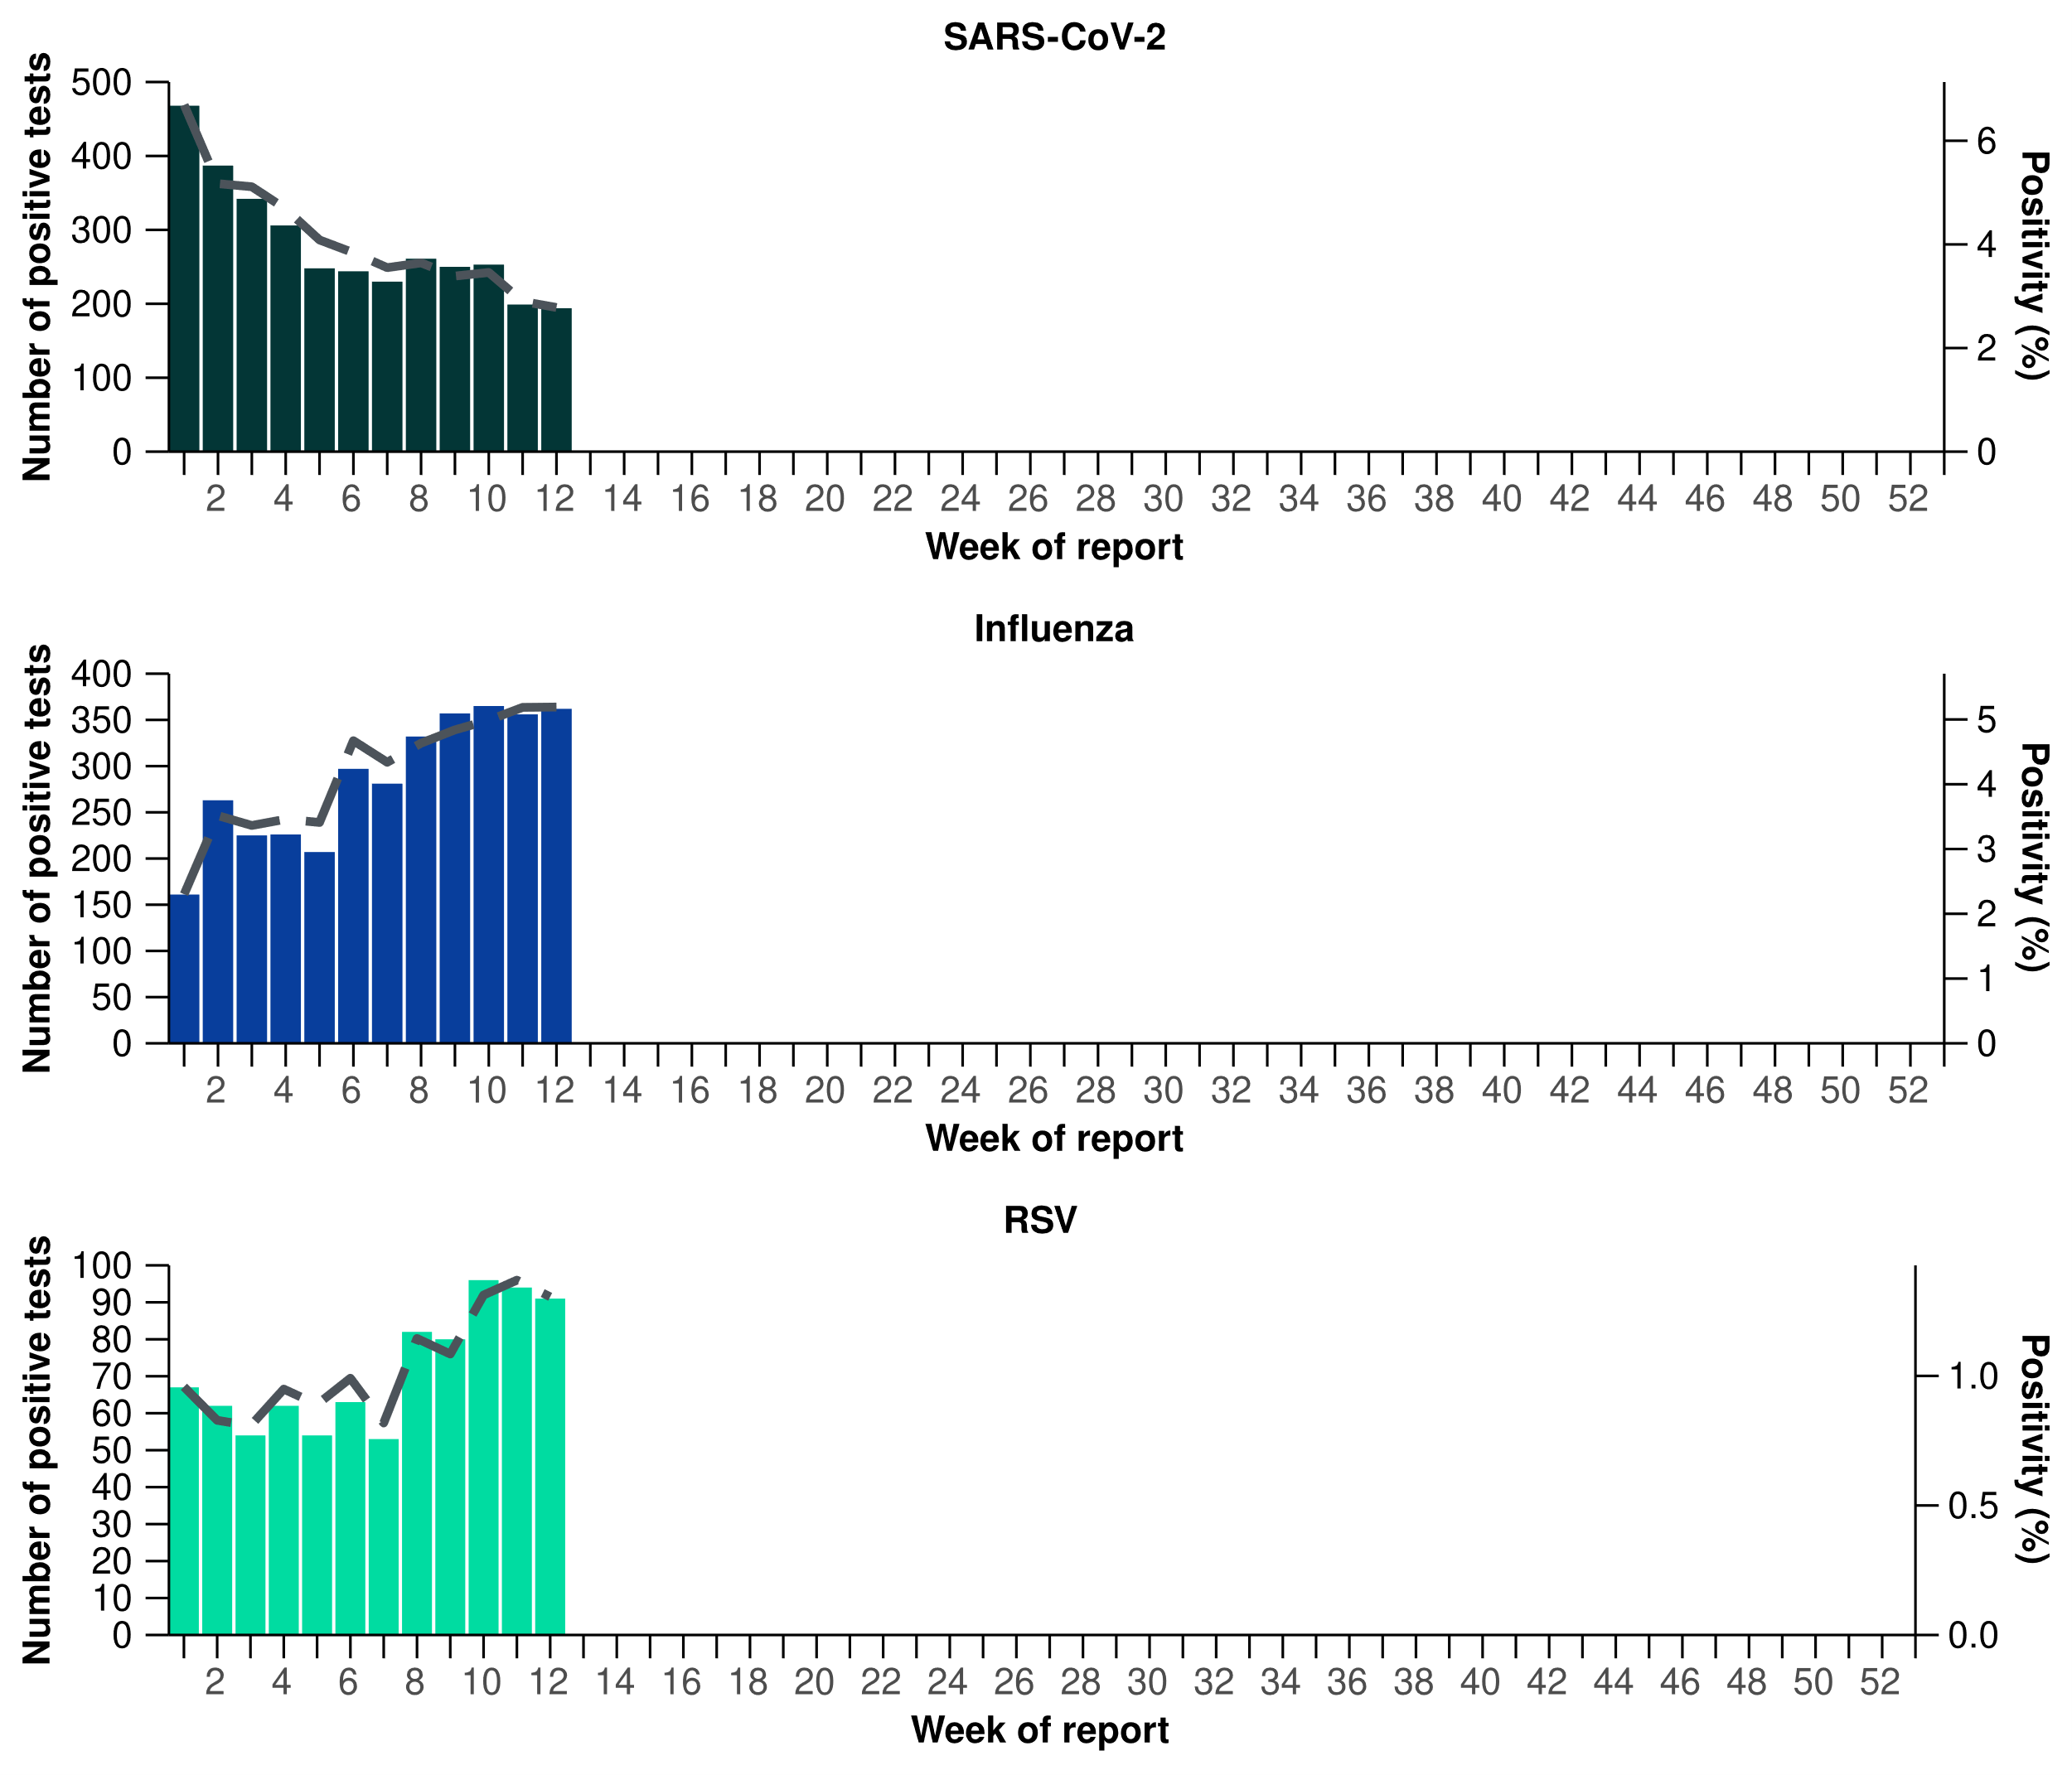 SARS-CoV-2
Number of positive tests
500
400
300
200
100
0
6
4
2
0
Positivity (%)
2 4 6 8 10 12 14 16 18 20 22 24 26 28 30 32 34 36 38 40 42 44 46 48 50 52
Week of report
Influenza
Number of positive tests
400
350
300
250
200
150
100
50
0
5
4
3
2
1
0
Positivity (%)
2 4 6 8 10 12 14 16 18 20 22 24 26 28 30 32 34 36 38 40 42 44 46 48 50 52
Week of report
RSV
Number of positive tests
100
90
80
70
60
50
40
30
20
10
0
1.0
0.5
0.0
Positivity (%)
2 4 6 8 10 12 14 16 18 20 22 24 26 28 30 32 34 36 38 40 42 44 46 48 50 52
Week of report